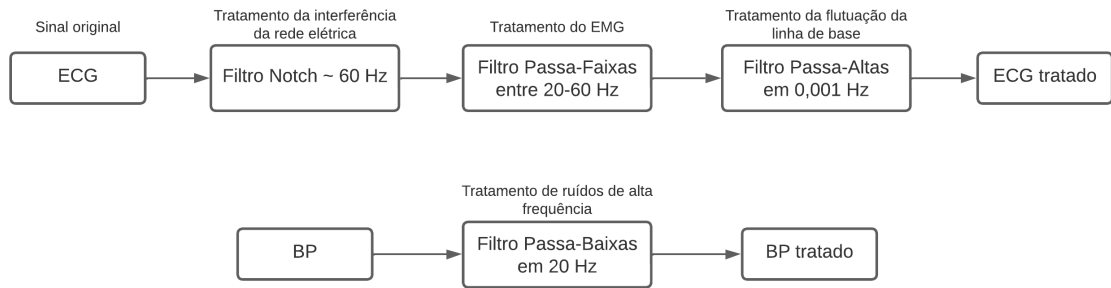 Sinal original
Tratamento da interferência
da rede elétrica
Tratamento do EMG
Tratamento da flutuação da
linha de base
ECG
Filtro Notch ~ 60 Hz
Filtro Passa-Faixas
entre 20-60 Hz
Filtro Passa-Altas
em 0,001 Hz
ECG tratado
Tratamento de ruídos de alta
frequência
BP
Filtro Passa-Baixas
em 20 Hz
BP tratado